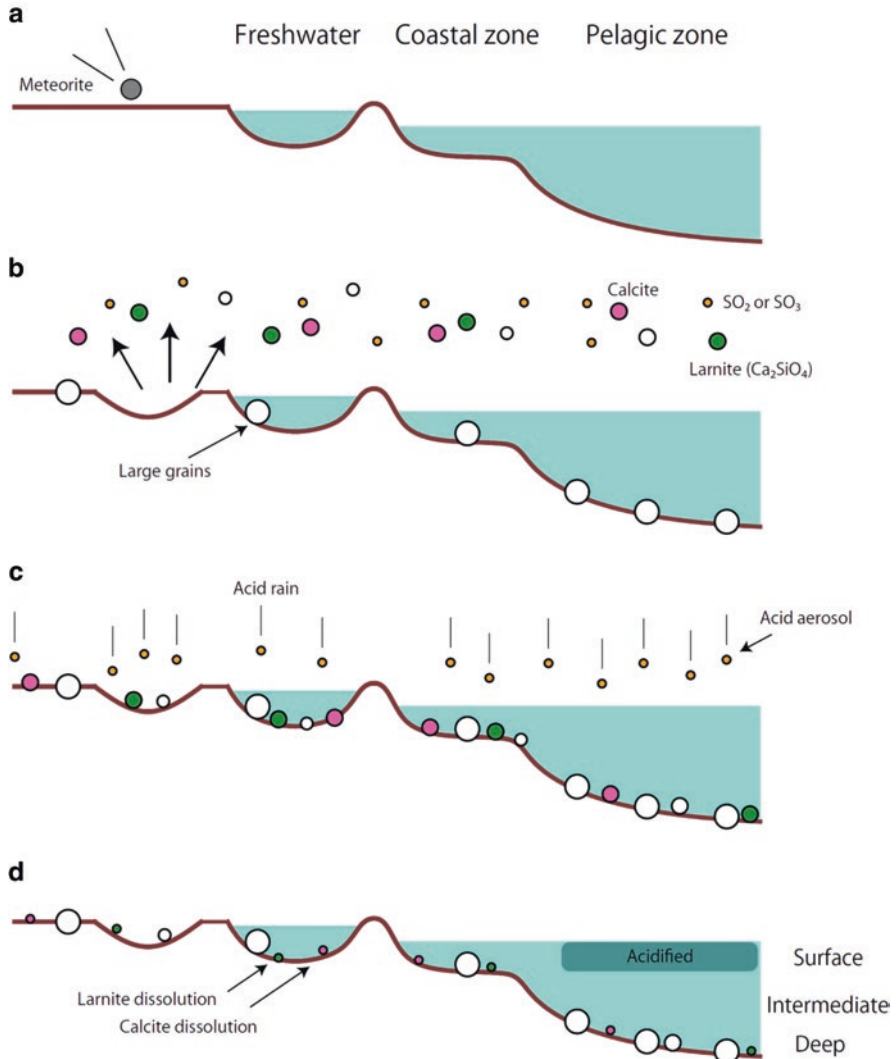 a
Freshwater Coastal zone Pelagic zone
Meteorite
b
Calcite
SO₂ or SO₃
Larnite (Ca₂SiO₄)
Large grains
c
Acid rain
Acid aerosol
d
Acidified
Surface
Larnite dissolution
Calcite dissolution
Intermediate
Deep